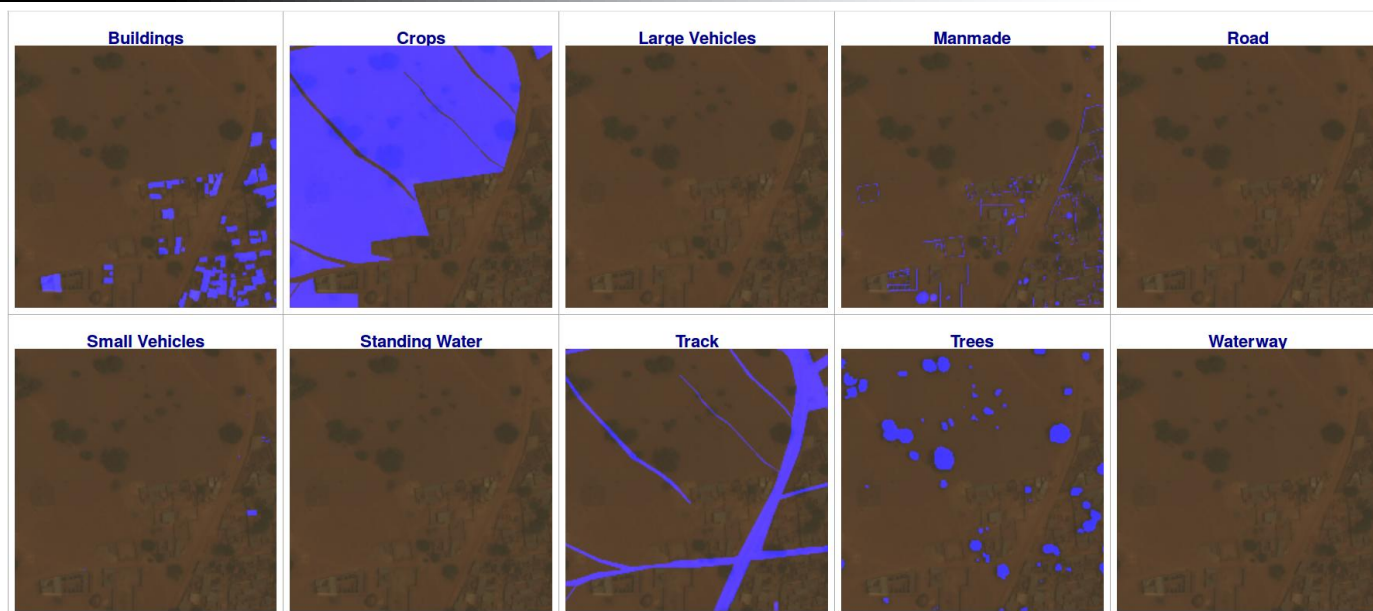 Buildings
Crops
Large Vehicles
Manmade
Road
Small Vehicles
Standing Water
Track
Trees
Waterway